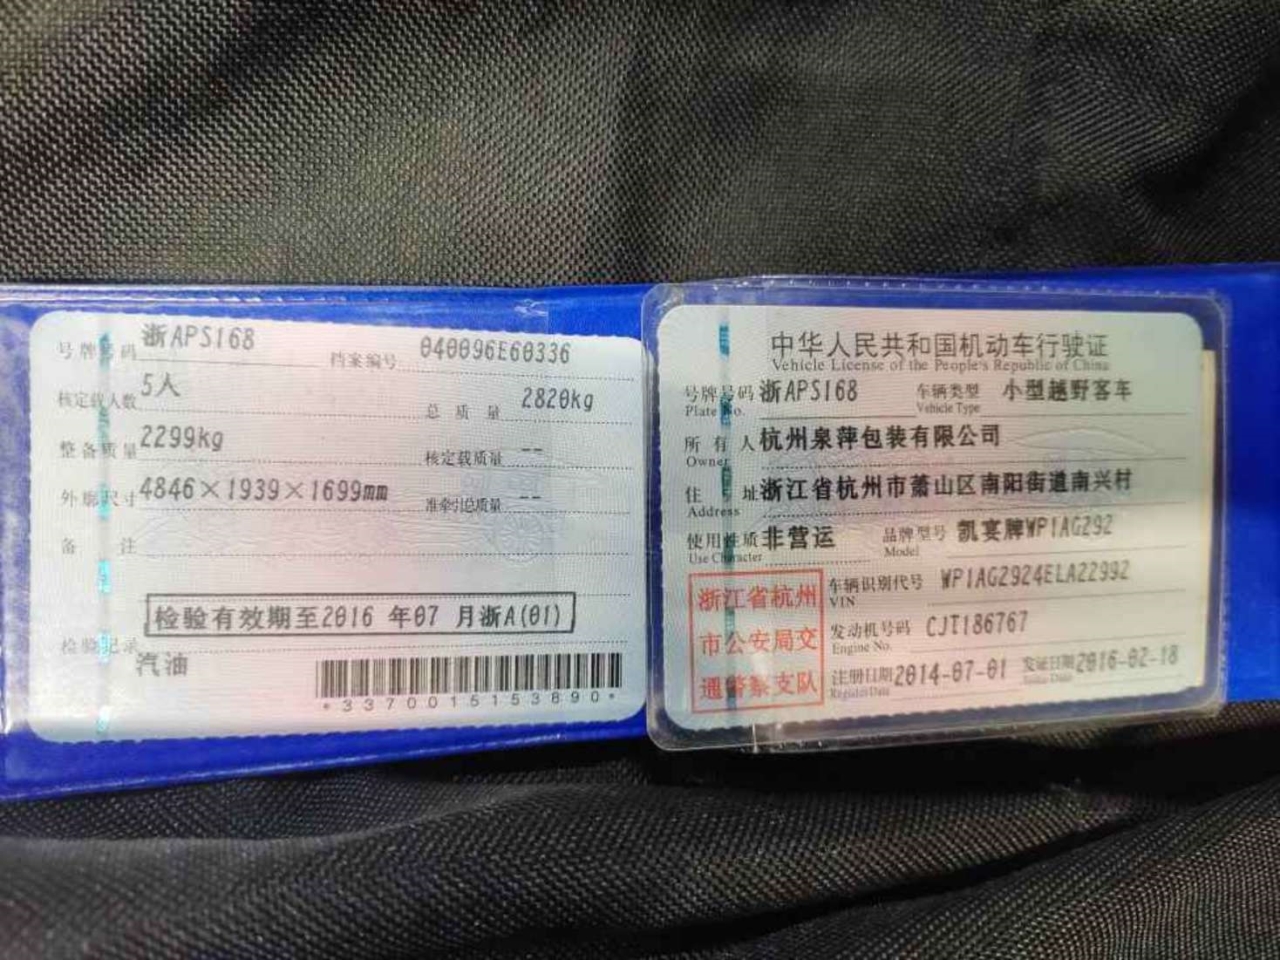 号牌号码 浙APS168 档案编号 040096E60336
核定载人数 5人 总质量 2820kg
整备质量 2299kg 核定载质量 --
外廓尺寸 4846×1939×1699mm 准牵引总质量 --
备注
检验有效期至2016 年07 月浙A(01)
检验记录
汽油
*3370015153890*
中华人民共和国机动车行驶证
Vehicle License of the People's Republic of China
号牌号码 浙APS168 车辆类型 小型越野客车
Plate No. Vehicle Type
所有人 杭州泉萍包装有限公司
Owner
住址 浙江省杭州市萧山区南阳街道南兴村
Address
使用性质 非营运 品牌型号 凯宴牌WP1AG292
Use Character Model
浙江省杭州
市公安局交
通警察支队
车辆识别代号 WP1AG2924ELA22992
VIN
发动机号码 CJT186767
Engine No.
注册日期 2014-07-01 发证日期 2016-02-18
Register Date Issue Date